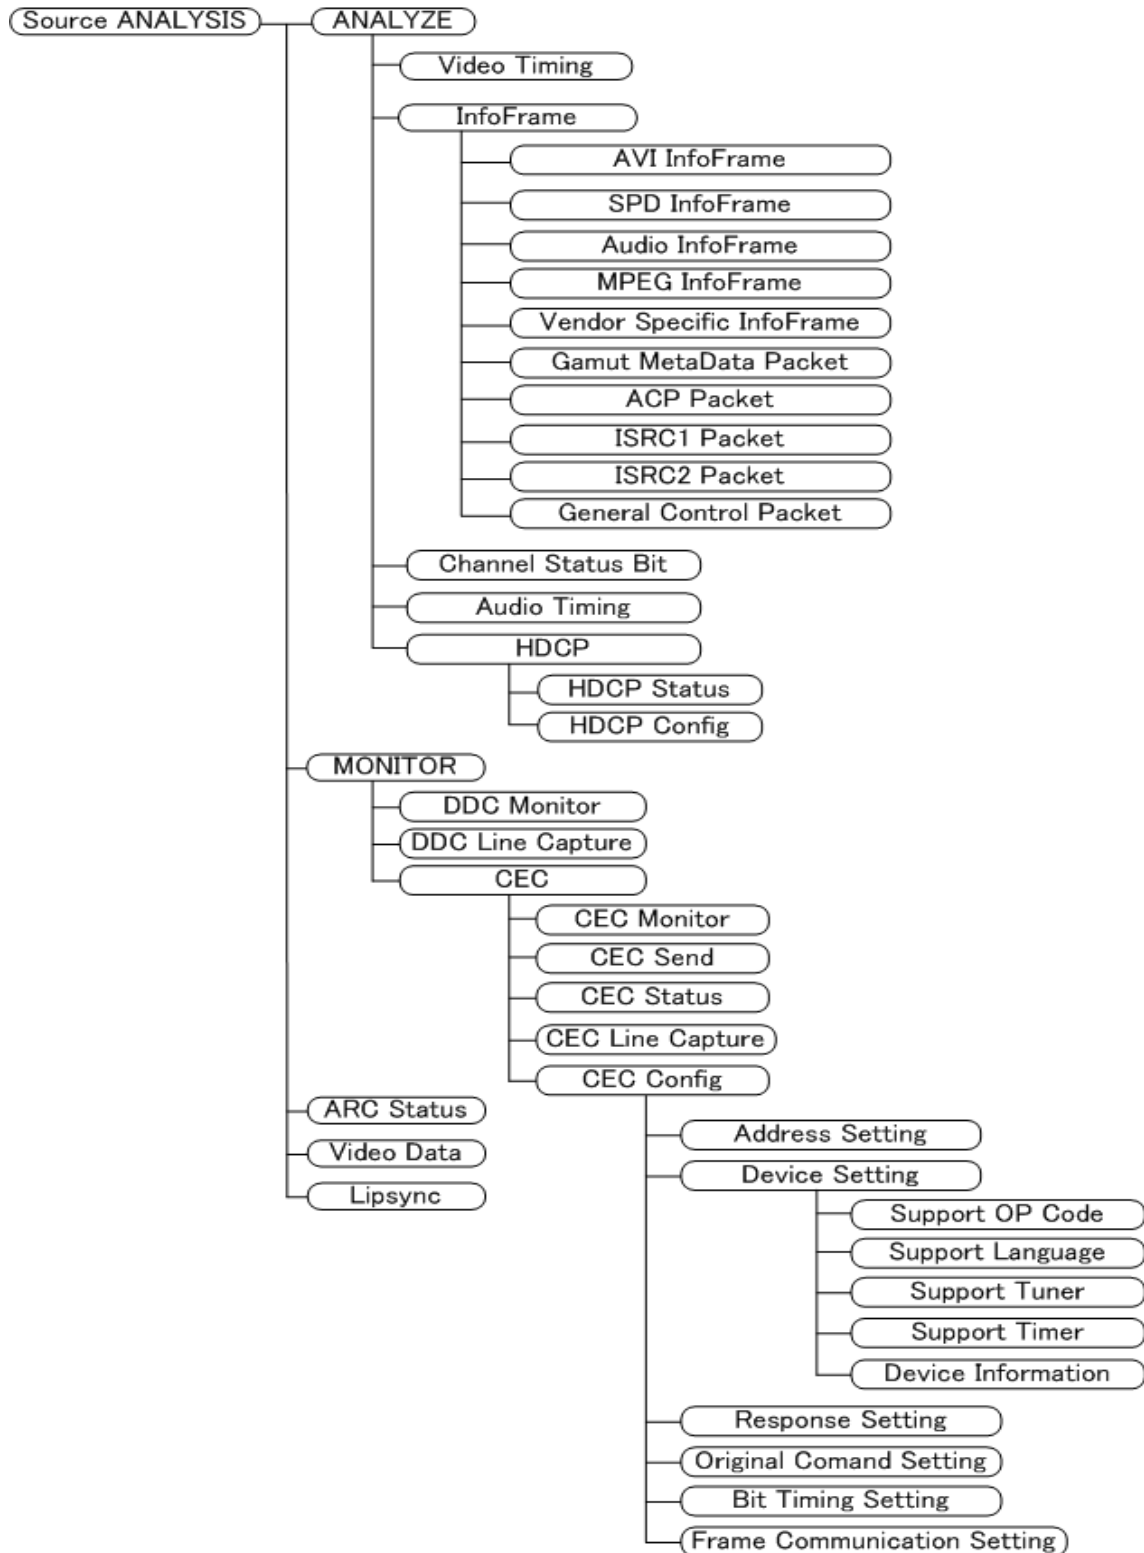 Source ANALYSIS
ANALYZE
Video Timing
InfoFrame
AVI InfoFrame
SPD InfoFrame
Audio InfoFrame
MPEG InfoFrame
Vendor Specific InfoFrame
Gamut MetaData Packet
ACP Packet
ISRC1 Packet
ISRC2 Packet
General Control Packet
Channel Status Bit
Audio Timing
HDCP
HDCP Status
HDCP Config
MONITOR
DDC Monitor
DDC Line Capture
CEC
CEC Monitor
CEC Send
CEC Status
CEC Line Capture
CEC Config
ARC Status
Address Setting
Video Data
Device Setting
Lipsync
Support OP Code
Support Language
Support Tuner
Support Timer
Device Information
Response Setting
Original Comand Setting
Bit Timing Setting
Frame Communication Setting